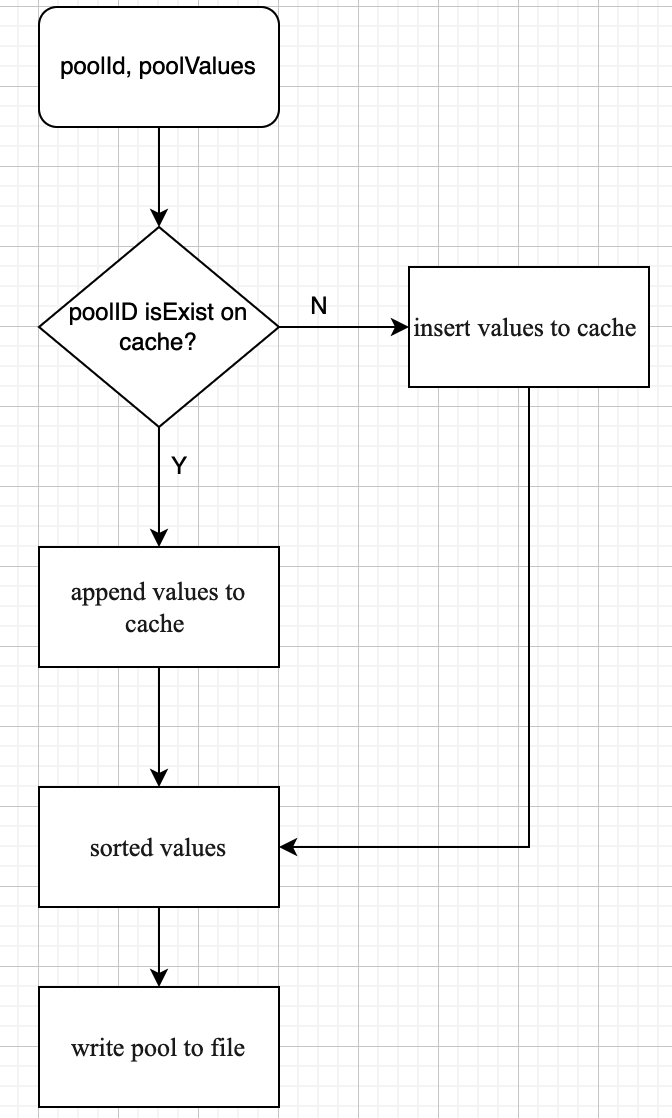 poolId, poolValues
poolID isExist on
cache?
N
insert values to cache
Y
append values to
cache
sorted values
write pool to file